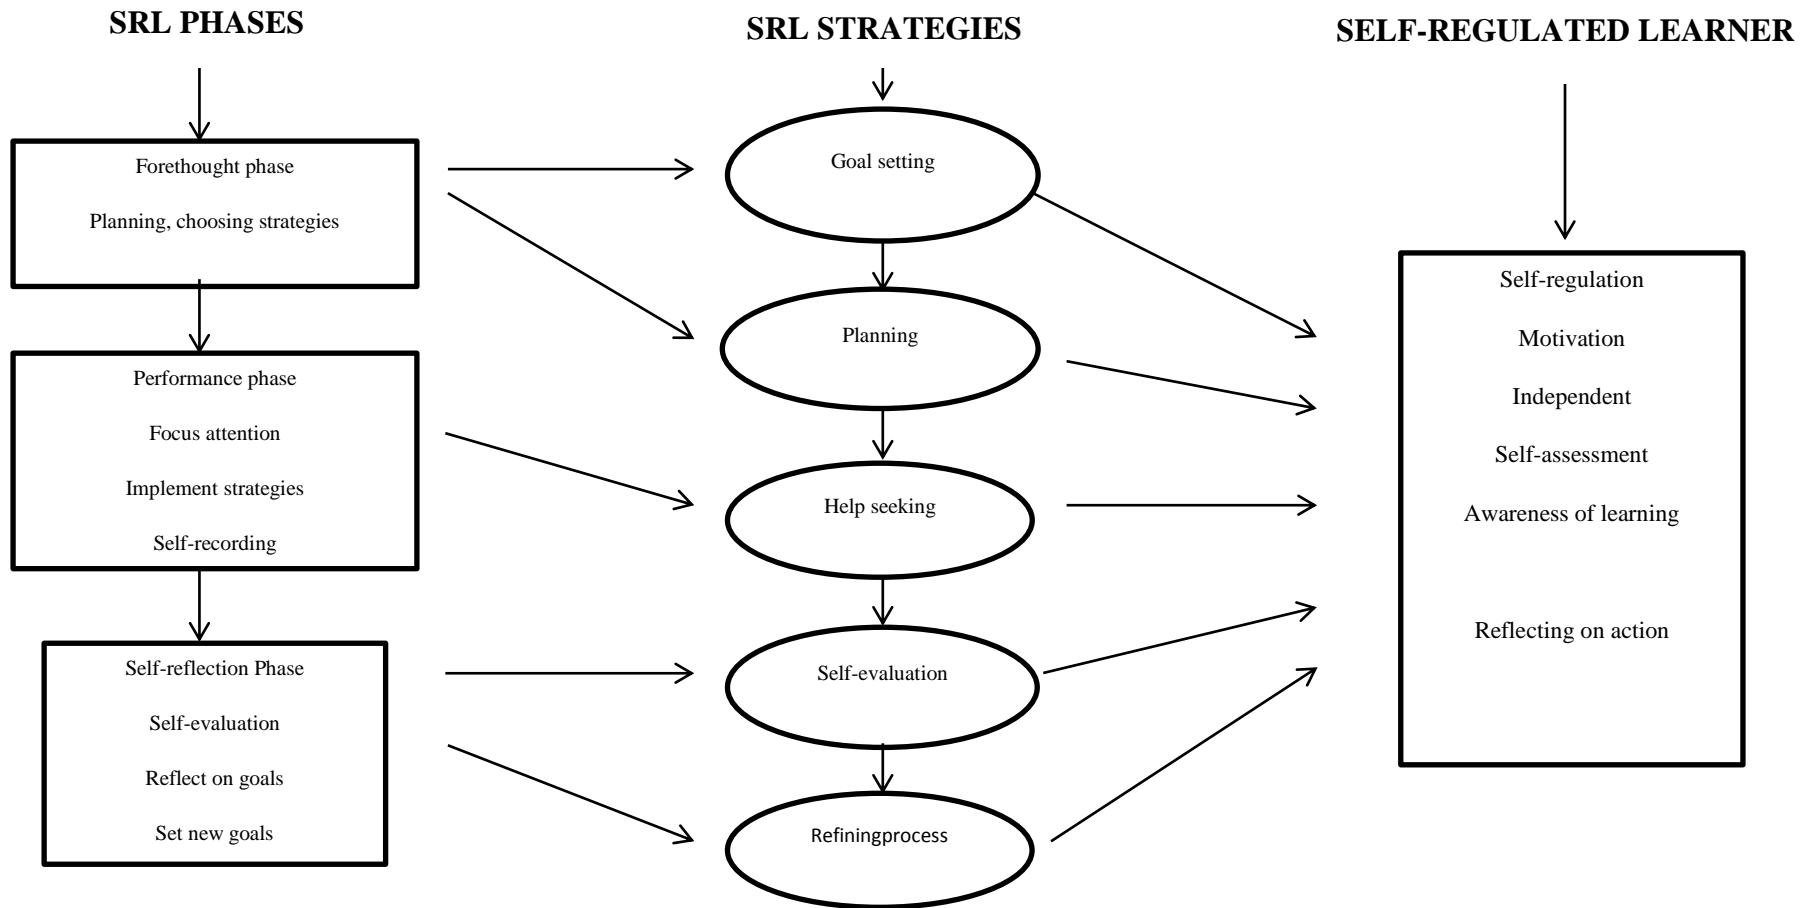 SRL PHASES
SRL STRATEGIES
SELF-REGULATED LEARNER
Forethought phase
Planning, choosing strategies
Performance phase
Focus attention
Implement strategies
Self-recording
Self-reflection Phase
Self-evaluation
Reflect on goals
Set new goals
Goal setting
Planning
Help seeking
Self-evaluation
Refiningprocess
Self-regulation
Motivation
Independent
Self-assessment
Awareness of learning
Reflecting on action